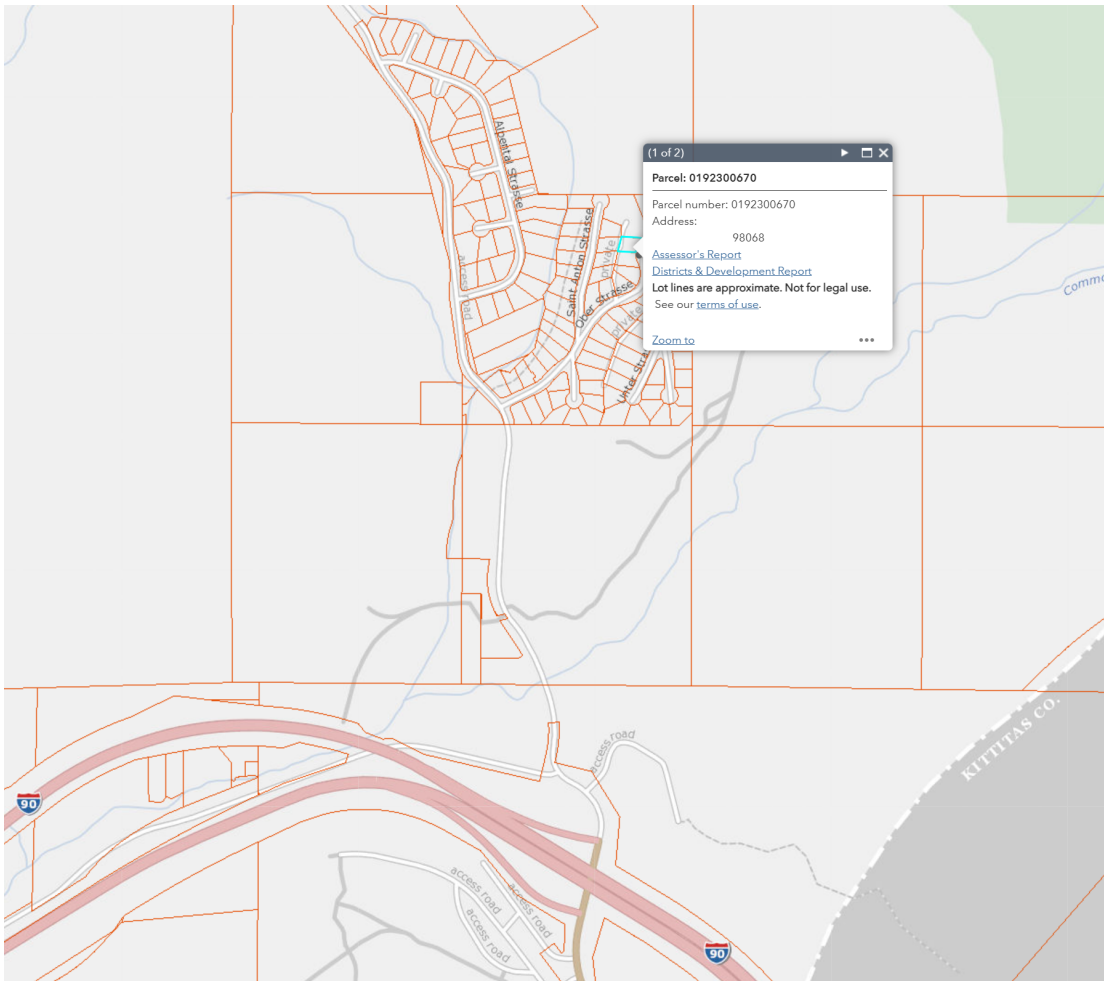 (1 of 2)
Parcel: 0192300670
Parcel number: 0192300670
Address:
98068
Assessor's Report
Districts & Development Report
Lot lines are approximate. Not for legal use.
See our terms of use.
Zoom to
Alpental Strasse
access road
Saint Anton Strasse
private
Ober Strasse
private
Unter Stra
Commo
KITTITAS CO.
access road
90
access road
access road
access road
90